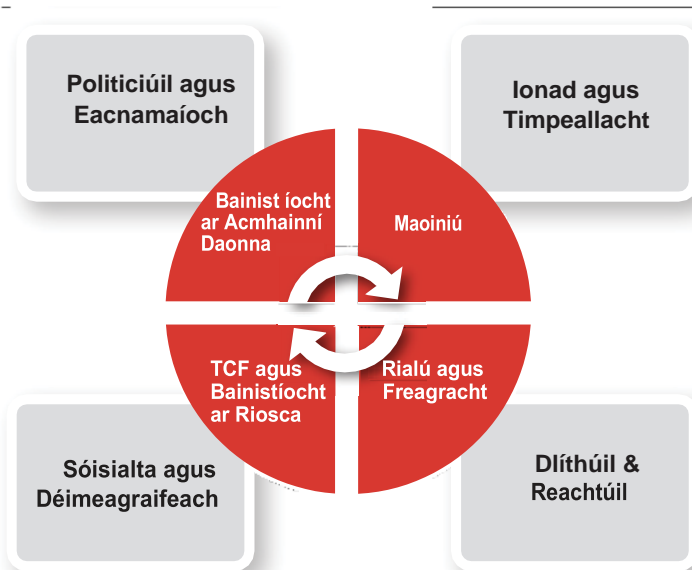 Politiciúil agus
Eacnamaíoch
Ionad agus
Timpeallacht
Bainist íocht
ar Acmhainní
Daonna
Maoiniú
TCF agus
Bainistíocht
ar Riosca
Rialú agus
Freagracht
Sóisialta agus
Déimeagraifeach
Dlíthúil &
Reachtúil